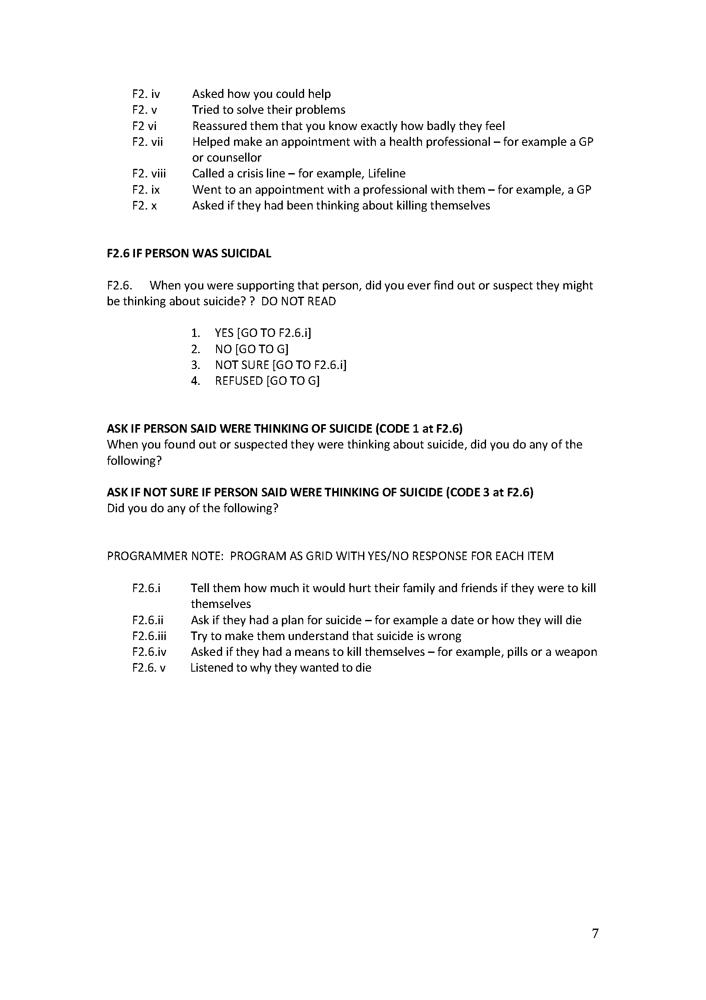 F2. iv Asked how you could help
F2. v Tried to solve their problems
F2 vi Reassured them that you know exactly how badly they feel
F2. vii Helped make an appointment with a health professional – for example a GP
or counsellor
F2. viii Called a crisis line – for example, Lifeline
F2. ix Went to an appointment with a professional with them – for example, a GP
F2. x Asked if they had been thinking about killing themselves
F2.6 IF PERSON WAS SUICIDAL
F2.6. When you were supporting that person, did you ever find out or suspect they might
be thinking about suicide? ? DO NOT READ
1. YES [GO TO F2.6.i]
2. NO [GO TO G]
3. NOT SURE [GO TO F2.6.i]
4. REFUSED [GO TO G]
ASK IF PERSON SAID WERE THINKING OF SUICIDE (CODE 1 at F2.6)
When you found out or suspected they were thinking about suicide, did you do any of the
following?
ASK IF NOT SURE IF PERSON SAID WERE THINKING OF SUICIDE (CODE 3 at F2.6)
Did you do any of the following?
PROGRAMMER NOTE: PROGRAM AS GRID WITH YES/NO RESPONSE FOR EACH ITEM
F2.6.i Tell them how much it would hurt their family and friends if they were to kill
themselves
F2.6.ii Ask if they had a plan for suicide – for example a date or how they will die
F2.6.iii Try to make them understand that suicide is wrong
F2.6.iv Asked if they had a means to kill themselves – for example, pills or a weapon
F2.6. v Listened to why they wanted to die
7